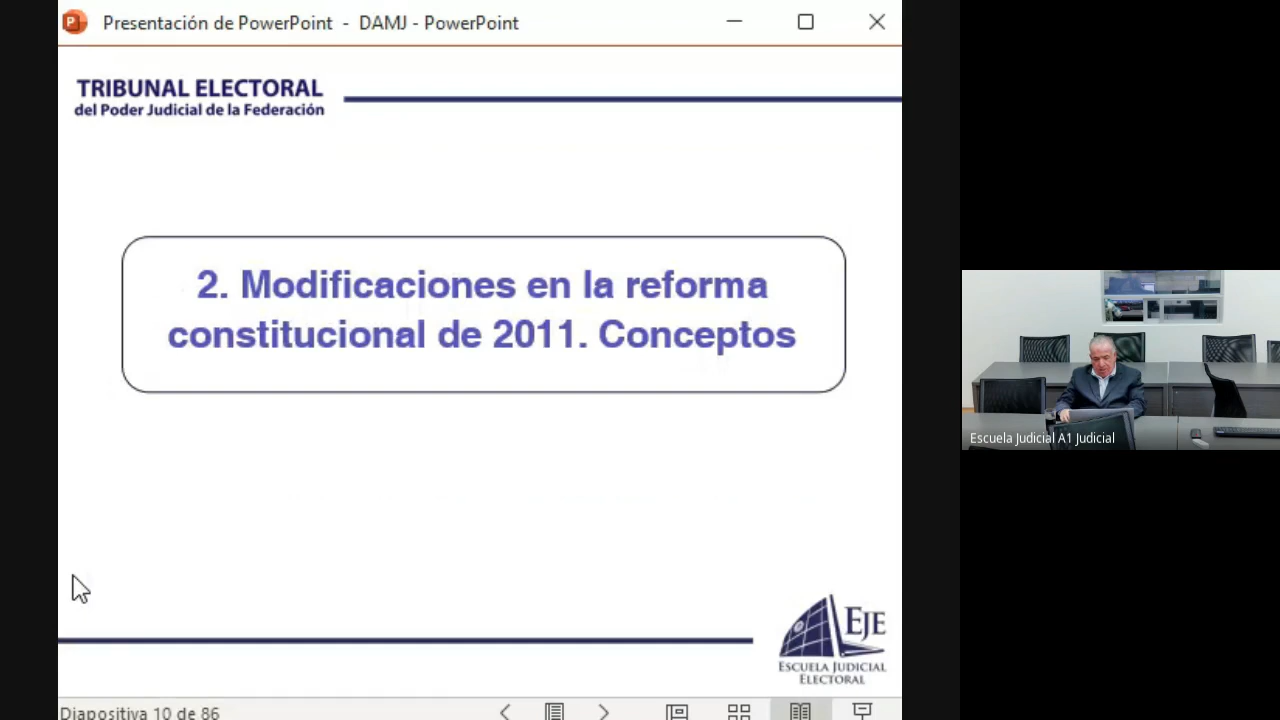 Presentación de PowerPoint - DAMJ - PowerPoint
TRIBUNAL ELECTORAL
del Poder Judicial de la Federación
2. Modificaciones en la reforma
constitucional de 2011. Conceptos
Escuela Judicial A1 Judicial
EJE
ESCUELA JUDICIAL
ELECTORAL
Diapositiva 10 de 86